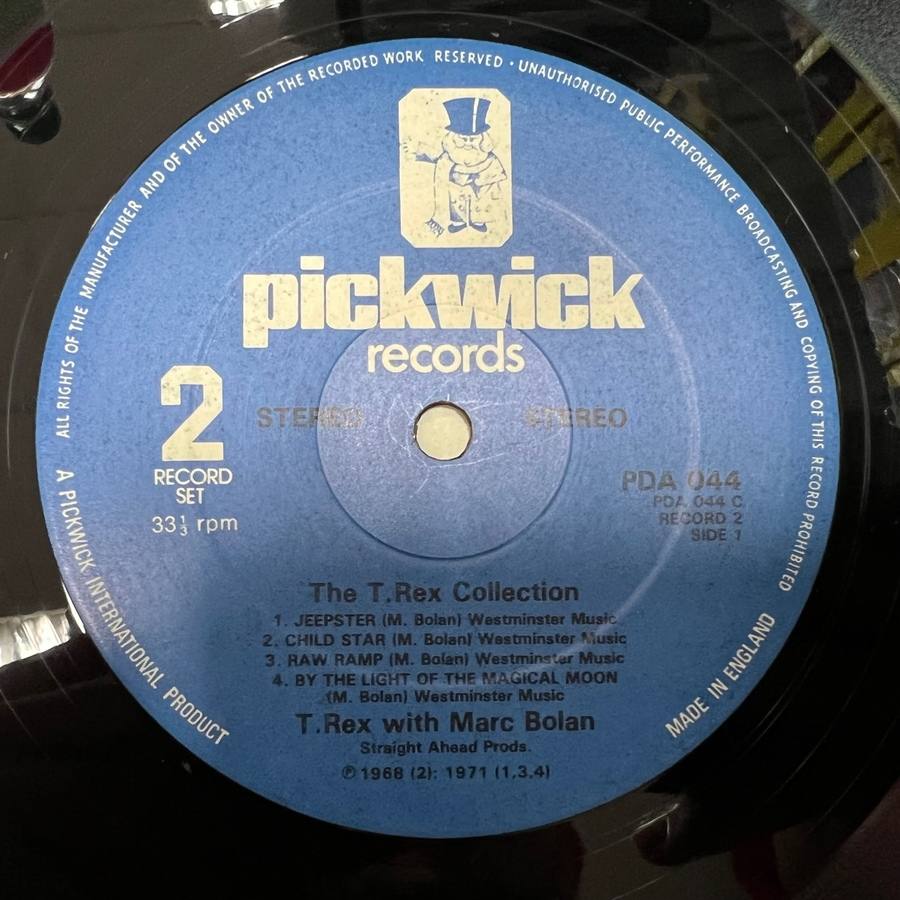 ALL RIGHTS OF THE MANUFACTURER AND OF THE OWNER OF THE RECORDED WORK RESERVED · UNAUTHORISED PUBLIC PERFORMANCE BROADCASTING AND COPYING OF THIS RECORD PROHIBITED
pickwick
records
2
RECORD
SET
33⅓ rpm
STEREO STEREO
PDA 044
PDA 044 C
RECORD 2
SIDE 1
The T.Rex Collection
1. JEEPSTER (M. Bolan) Westminster Music
2. CHILD STAR (M. Bolan) Westminster Music
3. RAW RAMP (M. Bolan) Westminster Music
4. BY THE LIGHT OF THE MAGICAL MOON
(M. Bolan) Westminster Music
T.Rex with Marc Bolan
Straight Ahead Prods.
℗ 1968 (2): 1971 (1,3,4)
A PICKWICK INTERNATIONAL PRODUCT
MADE IN ENGLAND